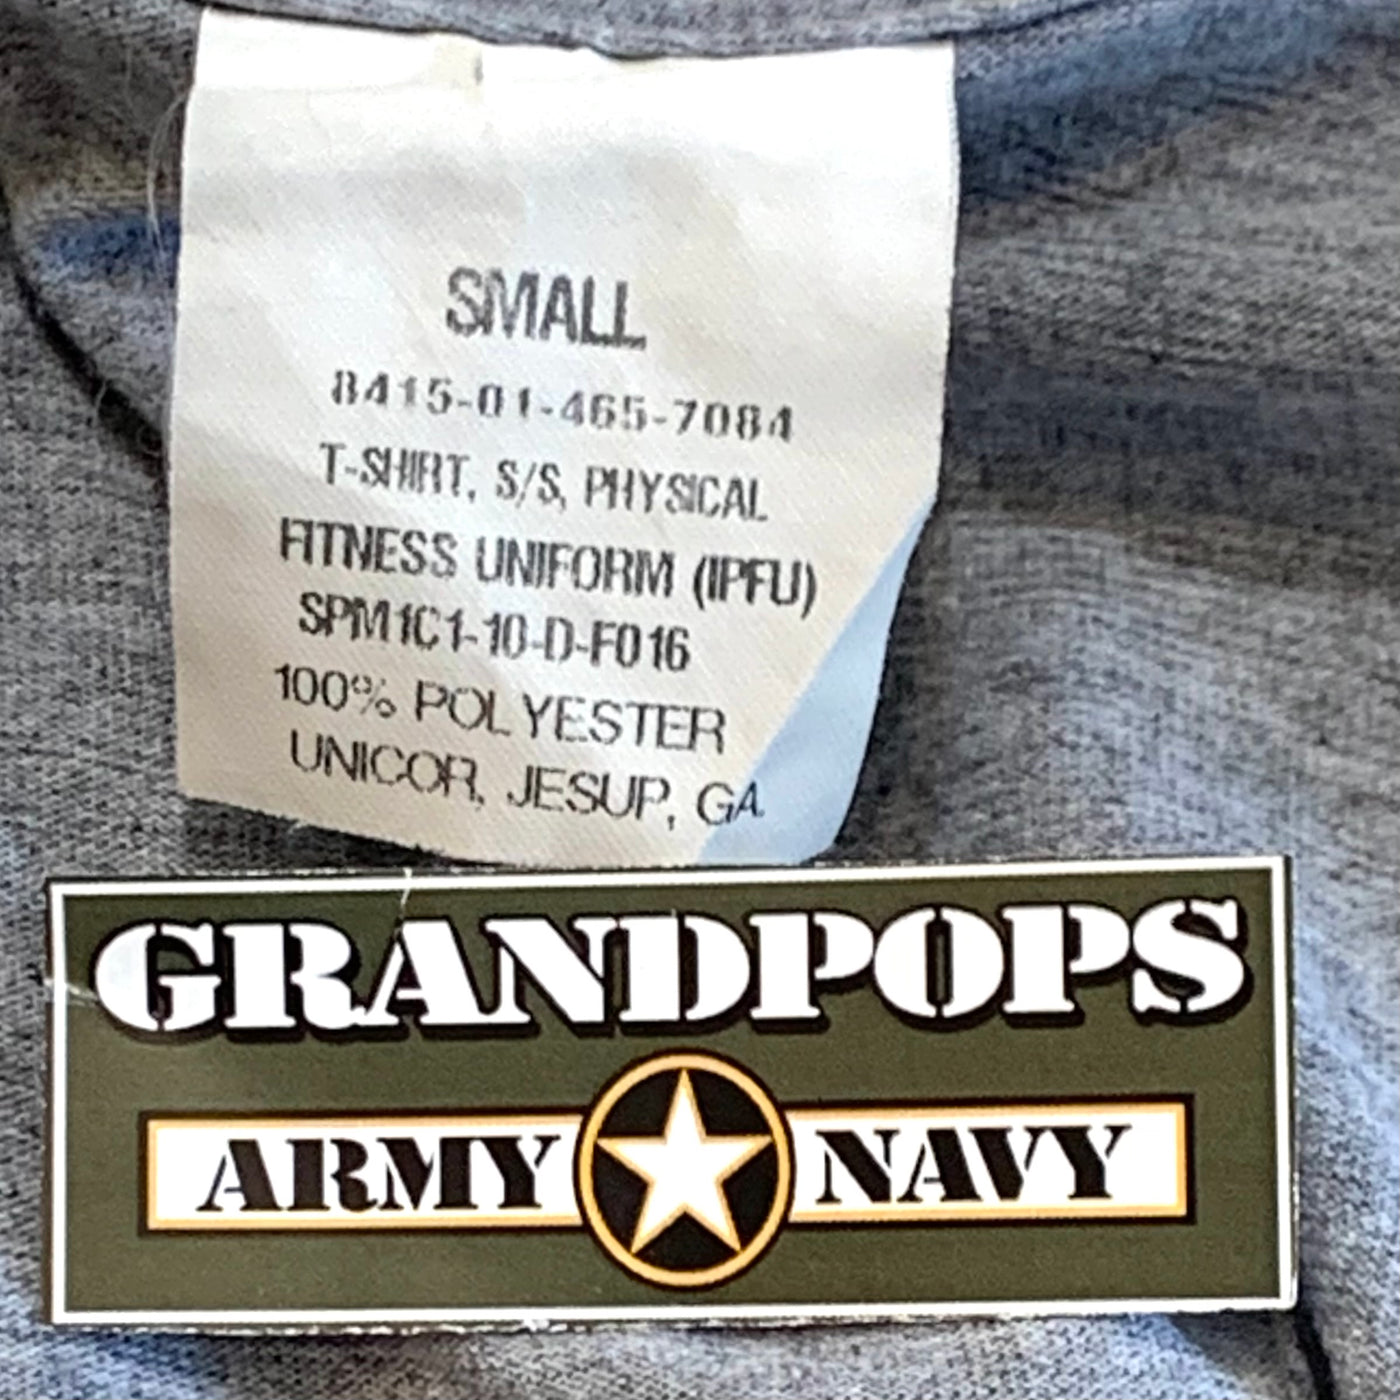 SMALL
8415-01-465-7084
T-SHIRT, S/S, PHYSICAL
FITNESS UNIFORM (IPFU)
SPM1C1-10-D-F016
100% POLYESTER
UNICOR, JESUP, GA
GRANDPOPS
ARMY NAVY